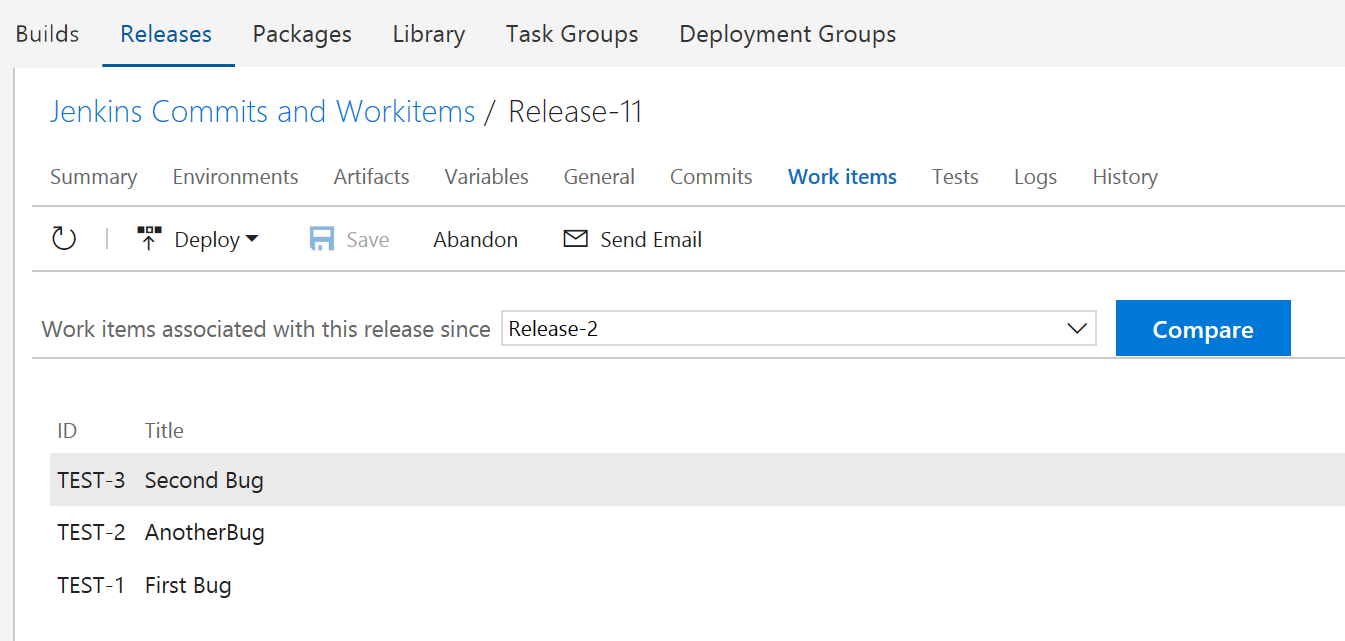 Builds Releases Packages Library Task Groups Deployment Groups
Jenkins Commits and Workitems / Release-11
Summary Environments Artifacts Variables General Commits Work items Tests Logs History
Deploy Save Abandon Send Email
Work items associated with this release since Release-2 Compare
ID Title
TEST-3 Second Bug
TEST-2 AnotherBug
TEST-1 First Bug